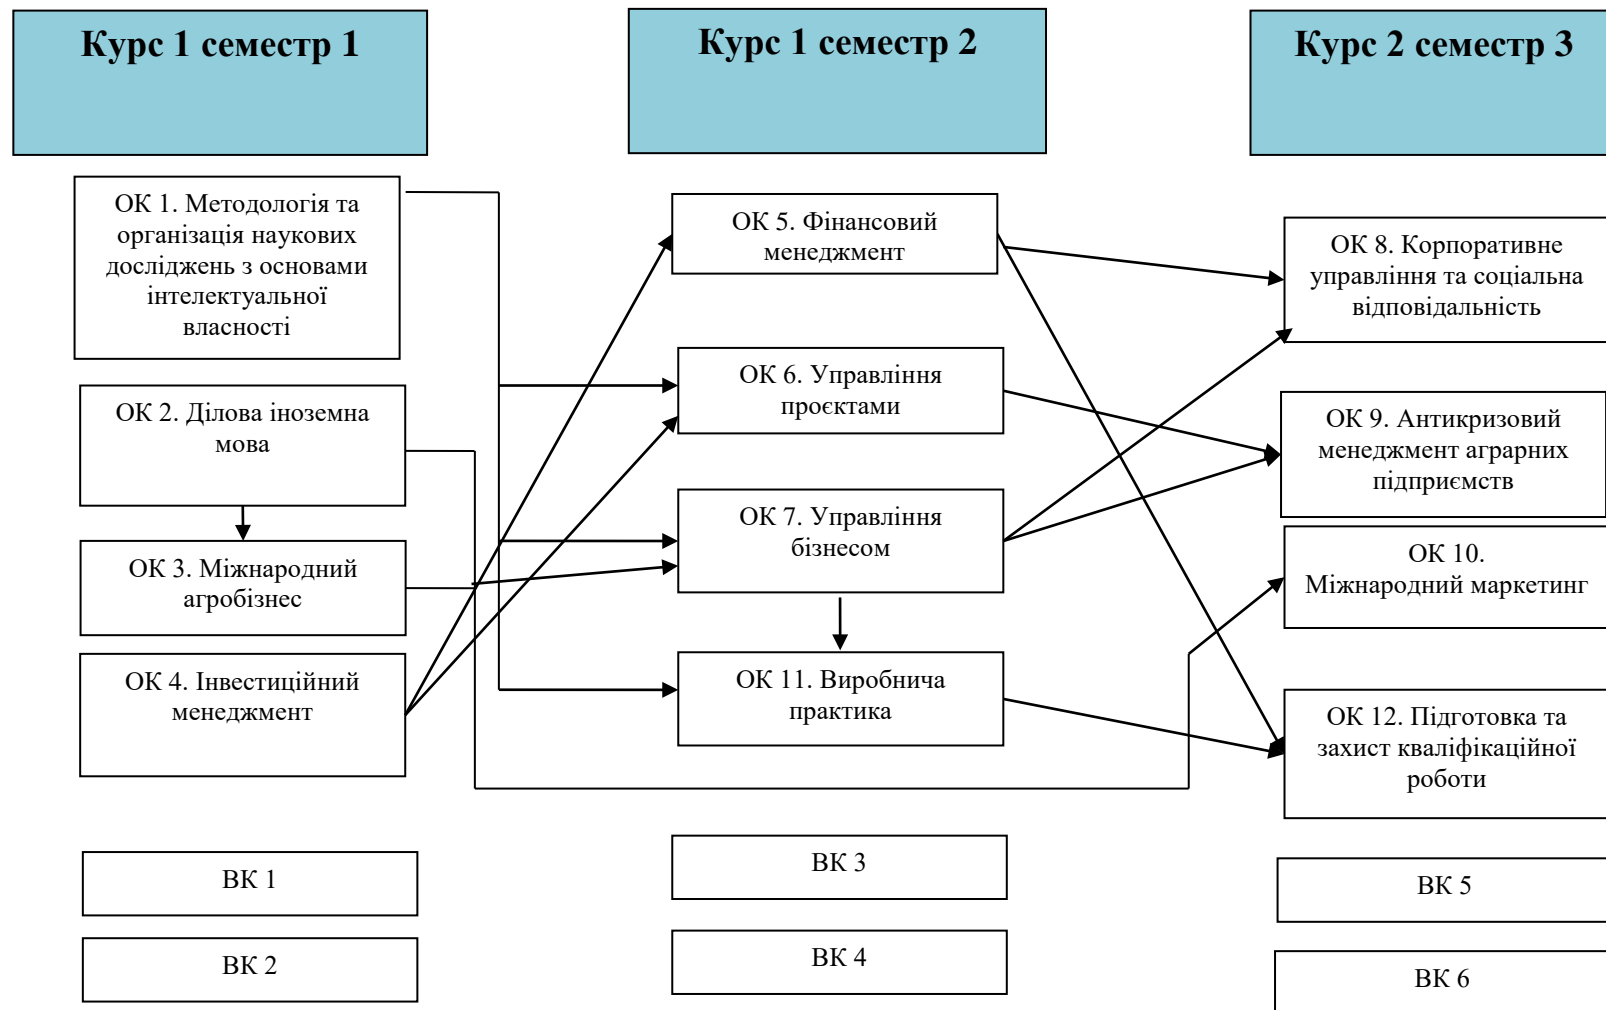 Курс 1 семестр 1
Курс 1 семестр 2
Курс 2 семестр 3
ОК 1. Методологія та
організація наукових
досліджень з основами
інтелектуальної
власності
ОК 2. Ділова іноземна
мова
ОК 3. Міжнародний
агробізнес
ОК 4. Інвестиційний
менеджмент
ВК 1
ВК 2
ОК 5. Фінансовий
менеджмент
ОК 6. Управління
проєктами
ОК 7. Управління
бізнесом
ОК 11. Виробнича
практика
ВК 3
ВК 4
ОК 8. Корпоративне
управління та соціальна
відповідальність
ОК 9. Антикризовий
менеджмент аграрних
підприємств
ОК 10.
Міжнародний маркетинг
ОК 12. Підготовка та
захист кваліфікаційної
роботи
ВК 5
ВК 6